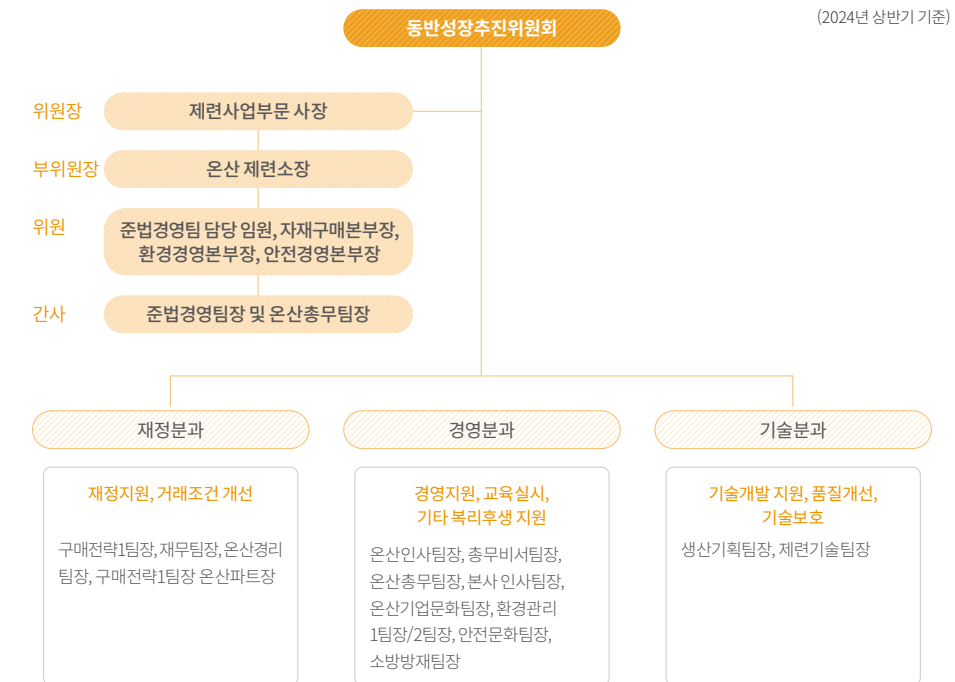 동반성장추진위원회
(2024년 상반기 기준)
위원장
제련사업부문 사장
부위원장
온산 제련소장
위원
준법경영팀 담당 임원, 자재구매본부장,
환경경영본부장, 안전경영본부장
간사
준법경영팀장 및 온산총무팀장
재정분과
재정지원, 거래조건 개선
구매전략1팀장, 재무팀장, 온산경리
팀장, 구매전략1팀장 온산파트장
경영분과
경영지원, 교육실시,
기타 복리후생 지원
온산인사팀장, 총무비서팀장,
온산총무팀장, 본사 인사팀장,
온산기업문화팀장, 환경관리
1팀장/2팀장, 안전문화팀장,
소방방재팀장
기술분과
기술개발 지원, 품질개선,
기술보호
생산기획팀장, 제련기술팀장